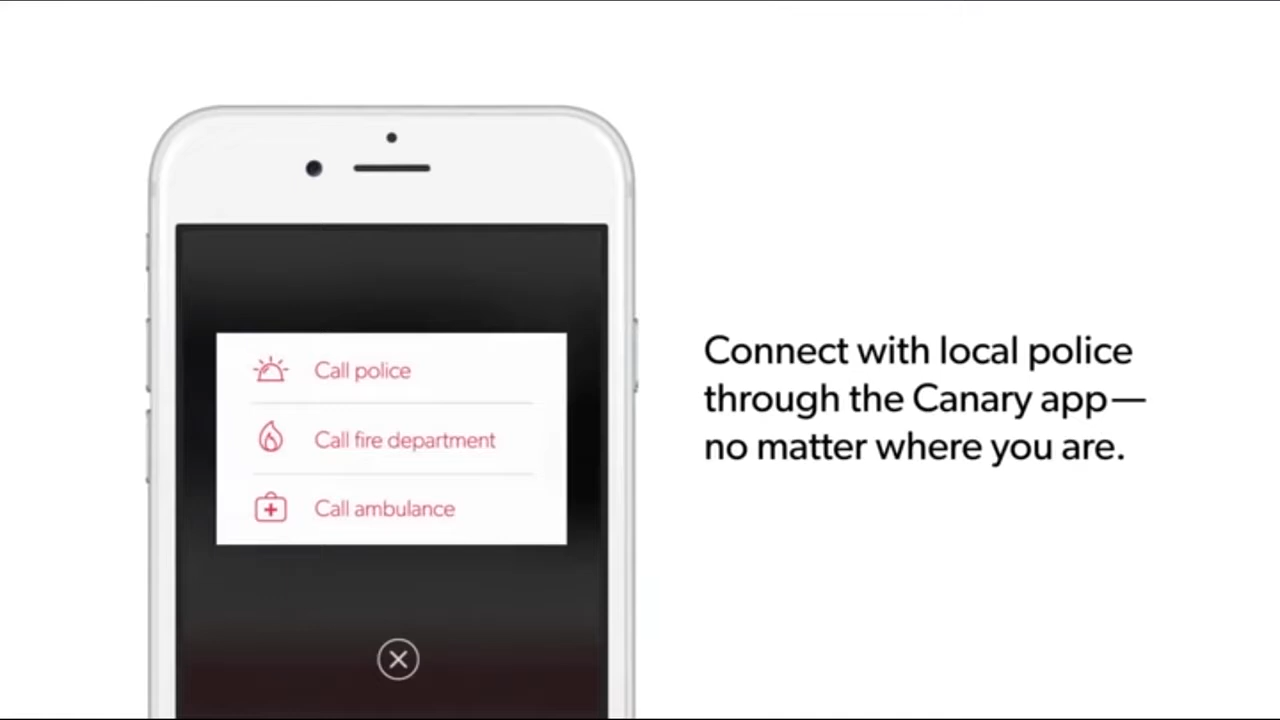 Call police
Call fire department
Call ambulance
Connect with local police
through the Canary app—
no matter where you are.